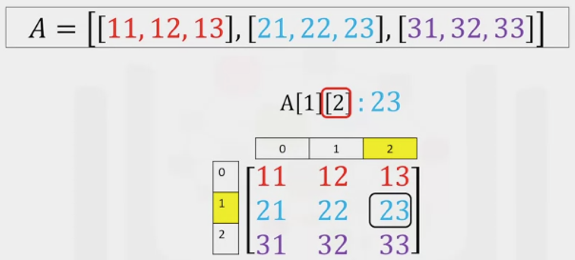 A = [[11, 12, 13], [21, 22, 23], [31, 32, 33]]
A[1][2] : 23
0 1 2
0 11 12 13
1 21 22 23
2 31 32 33